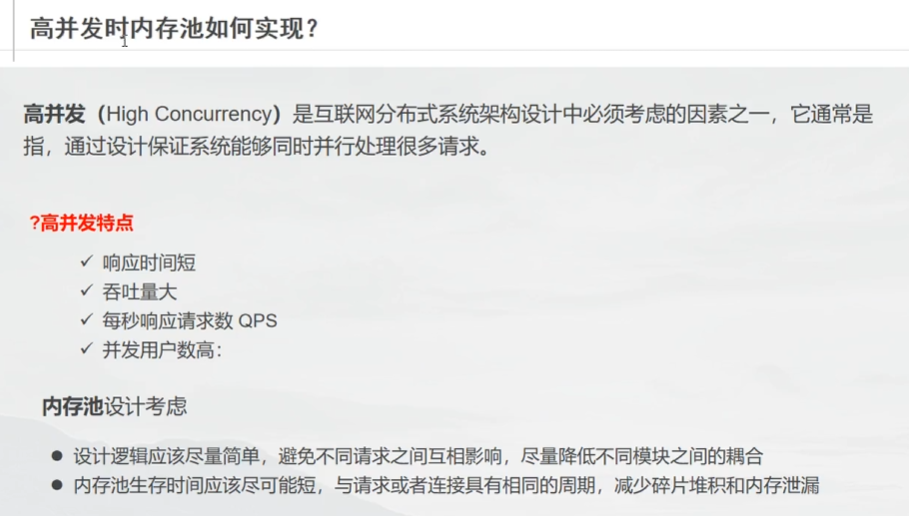 高并发时内存池如何实现？
高并发（High Concurrency）是互联网分布式系统架构设计中必须考虑的因素之一，它通常是
指，通过设计保证系统能够同时并行处理很多请求。
?高并发特点
✓ 响应时间短
✓ 吞吐量大
✓ 每秒响应请求数 QPS
✓ 并发用户数高：
内存池设计考虑
● 设计逻辑应该尽量简单，避免不同请求之间互相影响，尽量降低不同模块之间的耦合
● 内存池生存时间应该尽可能短，与请求或者连接具有相同的周期，减少碎片堆积和内存泄漏